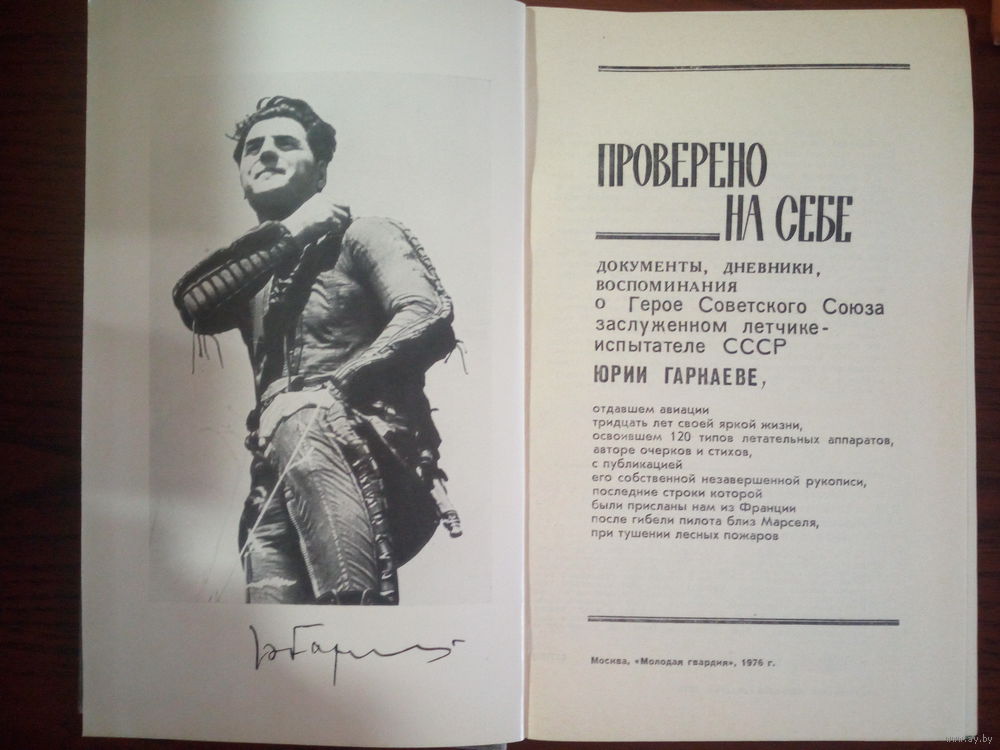 ПРОВЕРЕНО
НА СЕБЕ
ДОКУМЕНТЫ, ДНЕВНИКИ,
ВОСПОМИНАНИЯ
о Герое Советского Союза
заслуженном летчике-
испытателе СССР
ЮРИИ ГАРНАЕВЕ,
отдавшем авиации
тридцать лет своей яркой жизни,
освоившем 120 типов летательных аппаратов,
авторе очерков и стихов,
с публикацией
его собственной незавершенной рукописи,
последние строки которой
были присланы нам из Франции
после гибели пилота близ Марселя,
при тушении лесных пожаров
Москва, «Молодая гвардия», 1976 г.